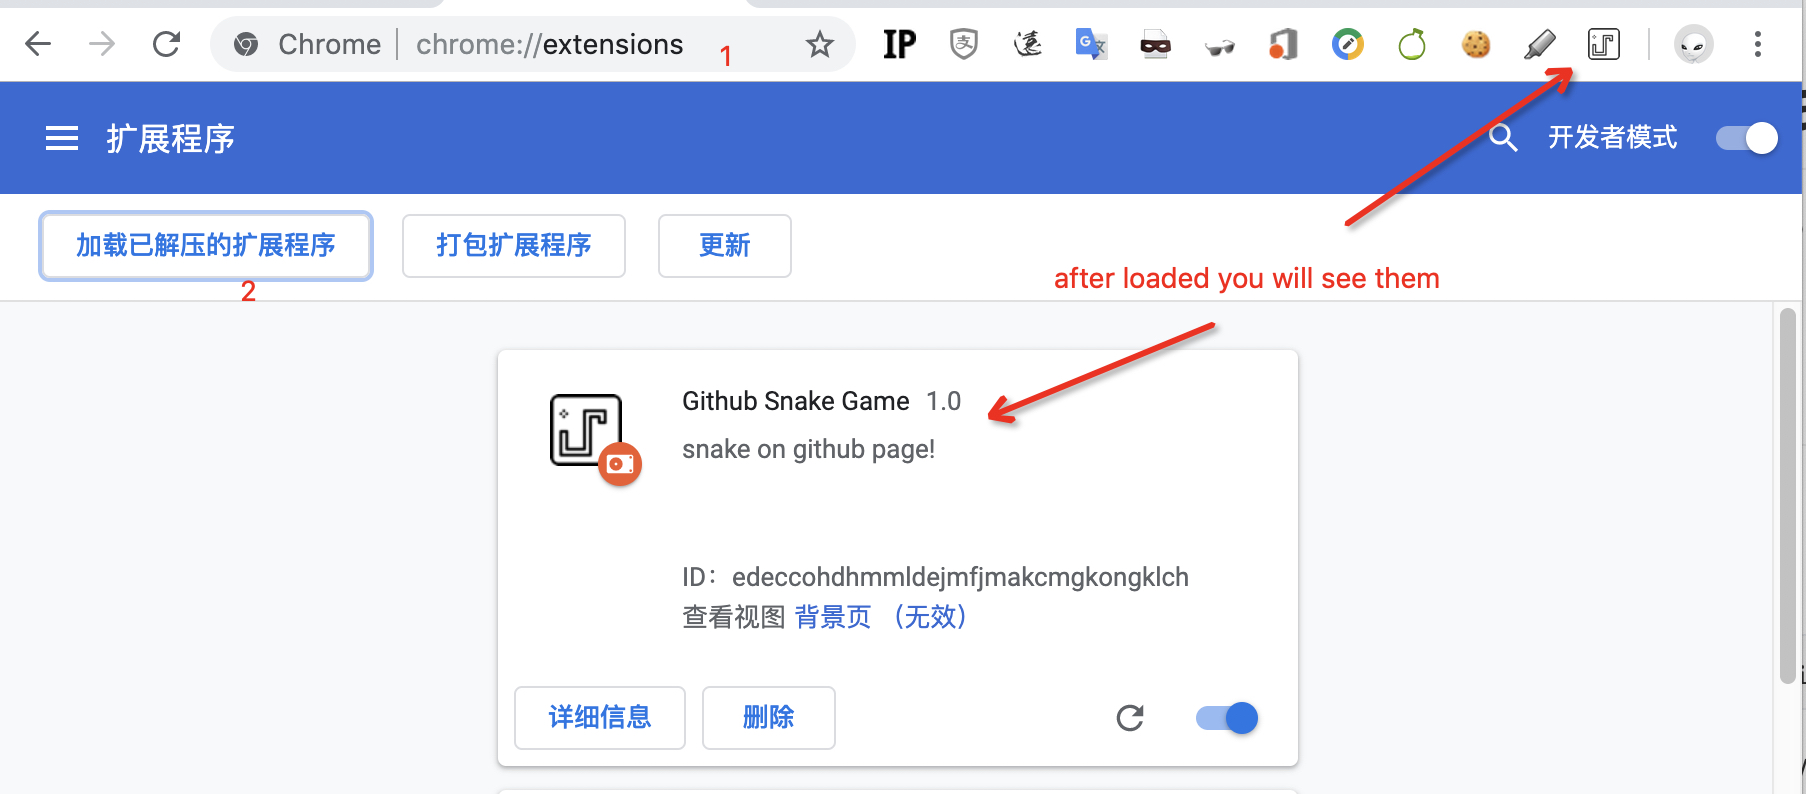 Chrome | chrome://extensions
1
IP
扩展程序
开发者模式
加载已解压的扩展程序
打包扩展程序
更新
2
after loaded you will see them
Github Snake Game 1.0
snake on github page!
ID：edeccohdhmmldejmfjmakcmgkongklch
查看视图 背景页 （无效）
详细信息
删除